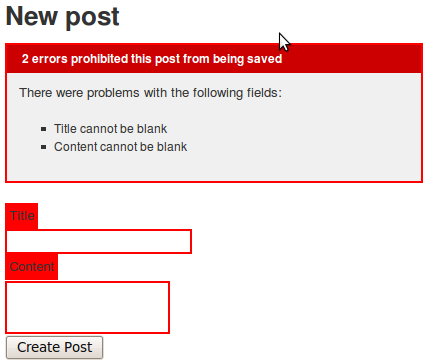 New post
2 errors prohibited this post from being saved
There were problems with the following fields:
Title cannot be blank
Content cannot be blank
Title
Content
Create Post